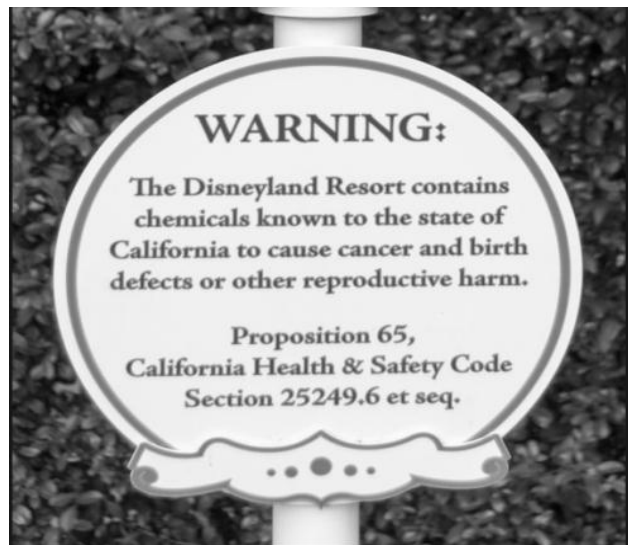 WARNING:
The Disneyland Resort contains
chemicals known to the state of
California to cause cancer and birth
defects or other reproductive harm.
Proposition 65,
California Health & Safety Code
Section 25249.6 et seq.